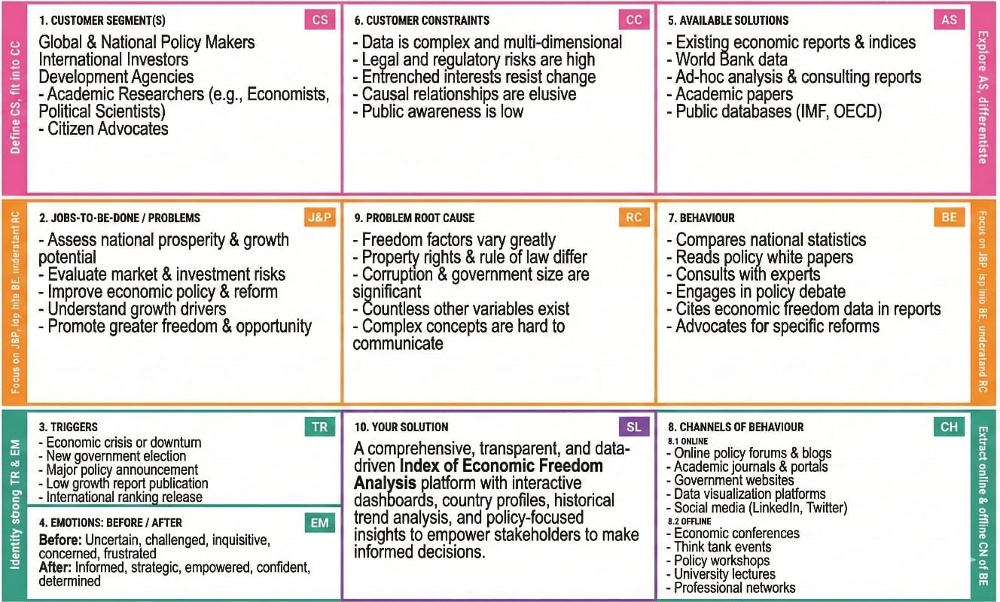 Define CS, fit into CC
1. CUSTOMER SEGMENT(S)
CS
Global & National Policy Makers
International Investors
Development Agencies
- Academic Researchers (e.g., Economists,
Political Scientists)
- Citizen Advocates
6. CUSTOMER CONSTRAINTS
CC
- Data is complex and multi-dimensional
- Legal and regulatory risks are high
- Entrenched interests resist change
- Causal relationships are elusive
- Public awareness is low
5. AVAILABLE SOLUTIONS
AS
- Existing economic reports & indices
- World Bank data
- Ad-hoc analysis & consulting reports
- Academic papers
- Public databases (IMF, OECD)
Explore AS, differentiste
Focus on J&P, BE, understant RC
2. JOBS-TO-BE-DONE / PROBLEMS
J&P
- Assess national prosperity & growth
potential
- Evaluate market & investment risks
- Improve economic policy & reform
- Understand growth drivers
- Promote greater freedom & opportunity
9. PROBLEM ROOT CAUSE
RC
- Freedom factors vary greatly
- Property rights & rule of law differ
- Corruption & government size are
significant
- Countless other variables exist
- Complex concepts are hard to
communicate
7. BEHAVIOUR
BE
- Compares national statistics
- Reads policy white papers
- Consults with experts
- Engages in policy debate
- Cites economic freedom data in reports
- Advocates for specific reforms
Focus on BE, RC
Identity strong TR & EM
3. TRIGGERS
TR
- Economic crisis or downturn
- New government election
- Major policy announcement
- Low growth report publication
- International ranking release
4. EMOTIONS: BEFORE / AFTER
EM
Before: Uncertain, challenged, inquisitive,
concerned, frustrated
After: Informed, strategic, empowered, confident,
determined
10. YOUR SOLUTION
SL
A comprehensive, transparent, and data-
driven Index of Economic Freedom
Analysis platform with interactive
dashboards, country profiles, historical
trend analysis, and policy-focused
insights to empower stakeholders to make
informed decisions.
8. CHANNELS OF BEHAVIOUR
CH
8.1 ONLINE
- Online policy forums & blogs
- Academic journals & portals
- Government websites
- Data visualization platforms
- Social media (LinkedIn, Twitter)
8.2 OFFLINE
- Economic conferences
- Think tank events
- Policy workshops
- University lectures
- Professional networks
Extract online & offline CN of BE